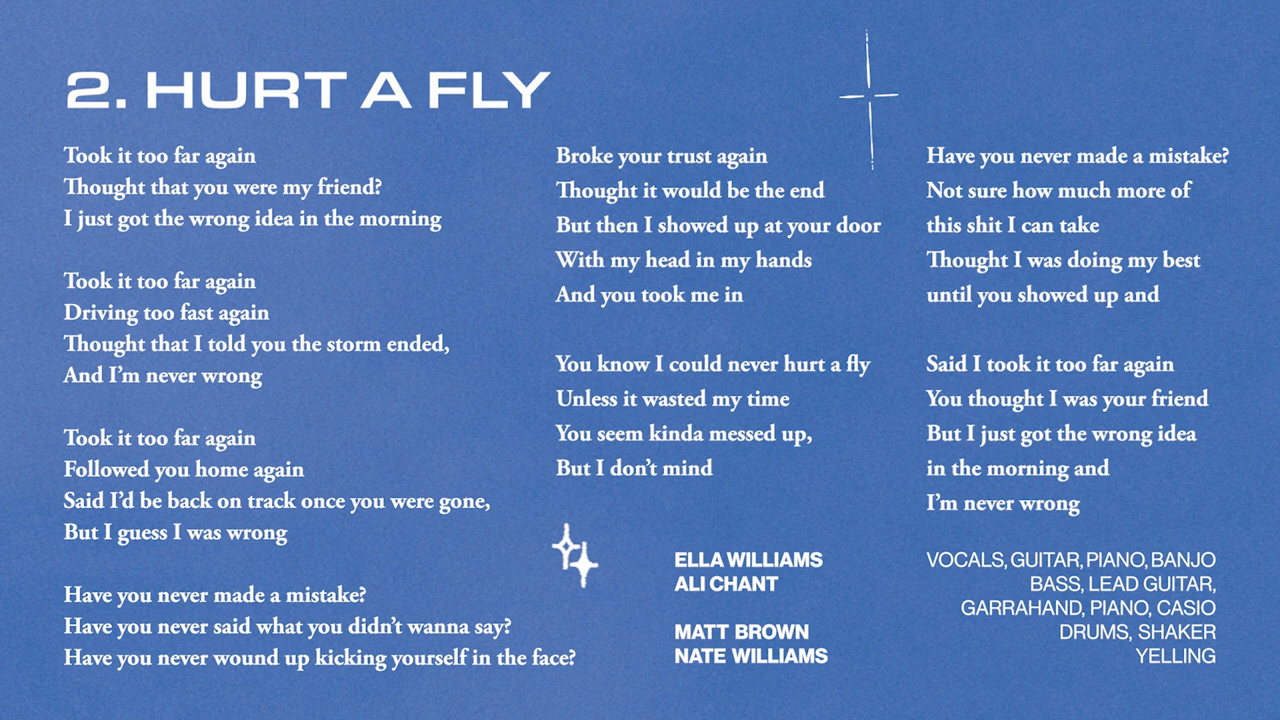 2. HURT A FLY
Took it too far again
Thought that you were my friend?
I just got the wrong idea in the morning
Took it too far again
Driving too fast again
Thought that I told you the storm ended,
And I'm never wrong
Took it too far again
Followed you home again
Said I'd be back on track once you were gone,
But I guess I was wrong
Have you never made a mistake?
Have you never said what you didn't wanna say?
Have you never wound up kicking yourself in the face?
Broke your trust again
Thought it would be the end
But then I showed up at your door
With my head in my hands
And you took me in
You know I could never hurt a fly
Unless it wasted my time
You seem kinda messed up,
But I don't mind
Have you never made a mistake?
Not sure how much more of
this shit I can take
Thought I was doing my best
until you showed up and
Said I took it too far again
You thought I was your friend
But I just got the wrong idea
in the morning and
I'm never wrong
ELLA WILLIAMS
ALI CHANT
MATT BROWN
NATE WILLIAMS
VOCALS, GUITAR, PIANO, BANJO
BASS, LEAD GUITAR,
GARRAHAND, PIANO, CASIO
DRUMS, SHAKER
YELLING